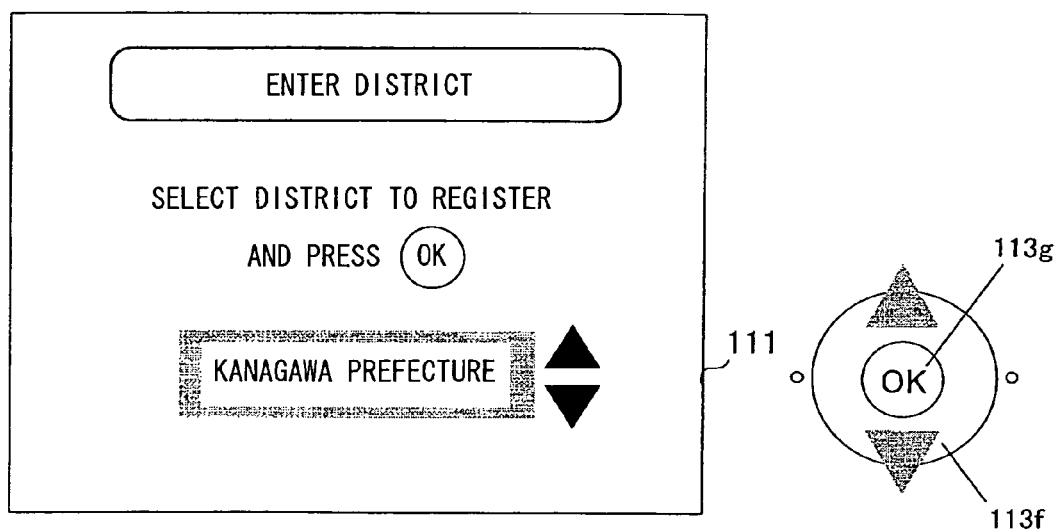 ENTER DISTRICT
SELECT DISTRICT TO REGISTER
AND PRESS OK
KANAGAWA PREFECTURE
111
113g
OK
113f